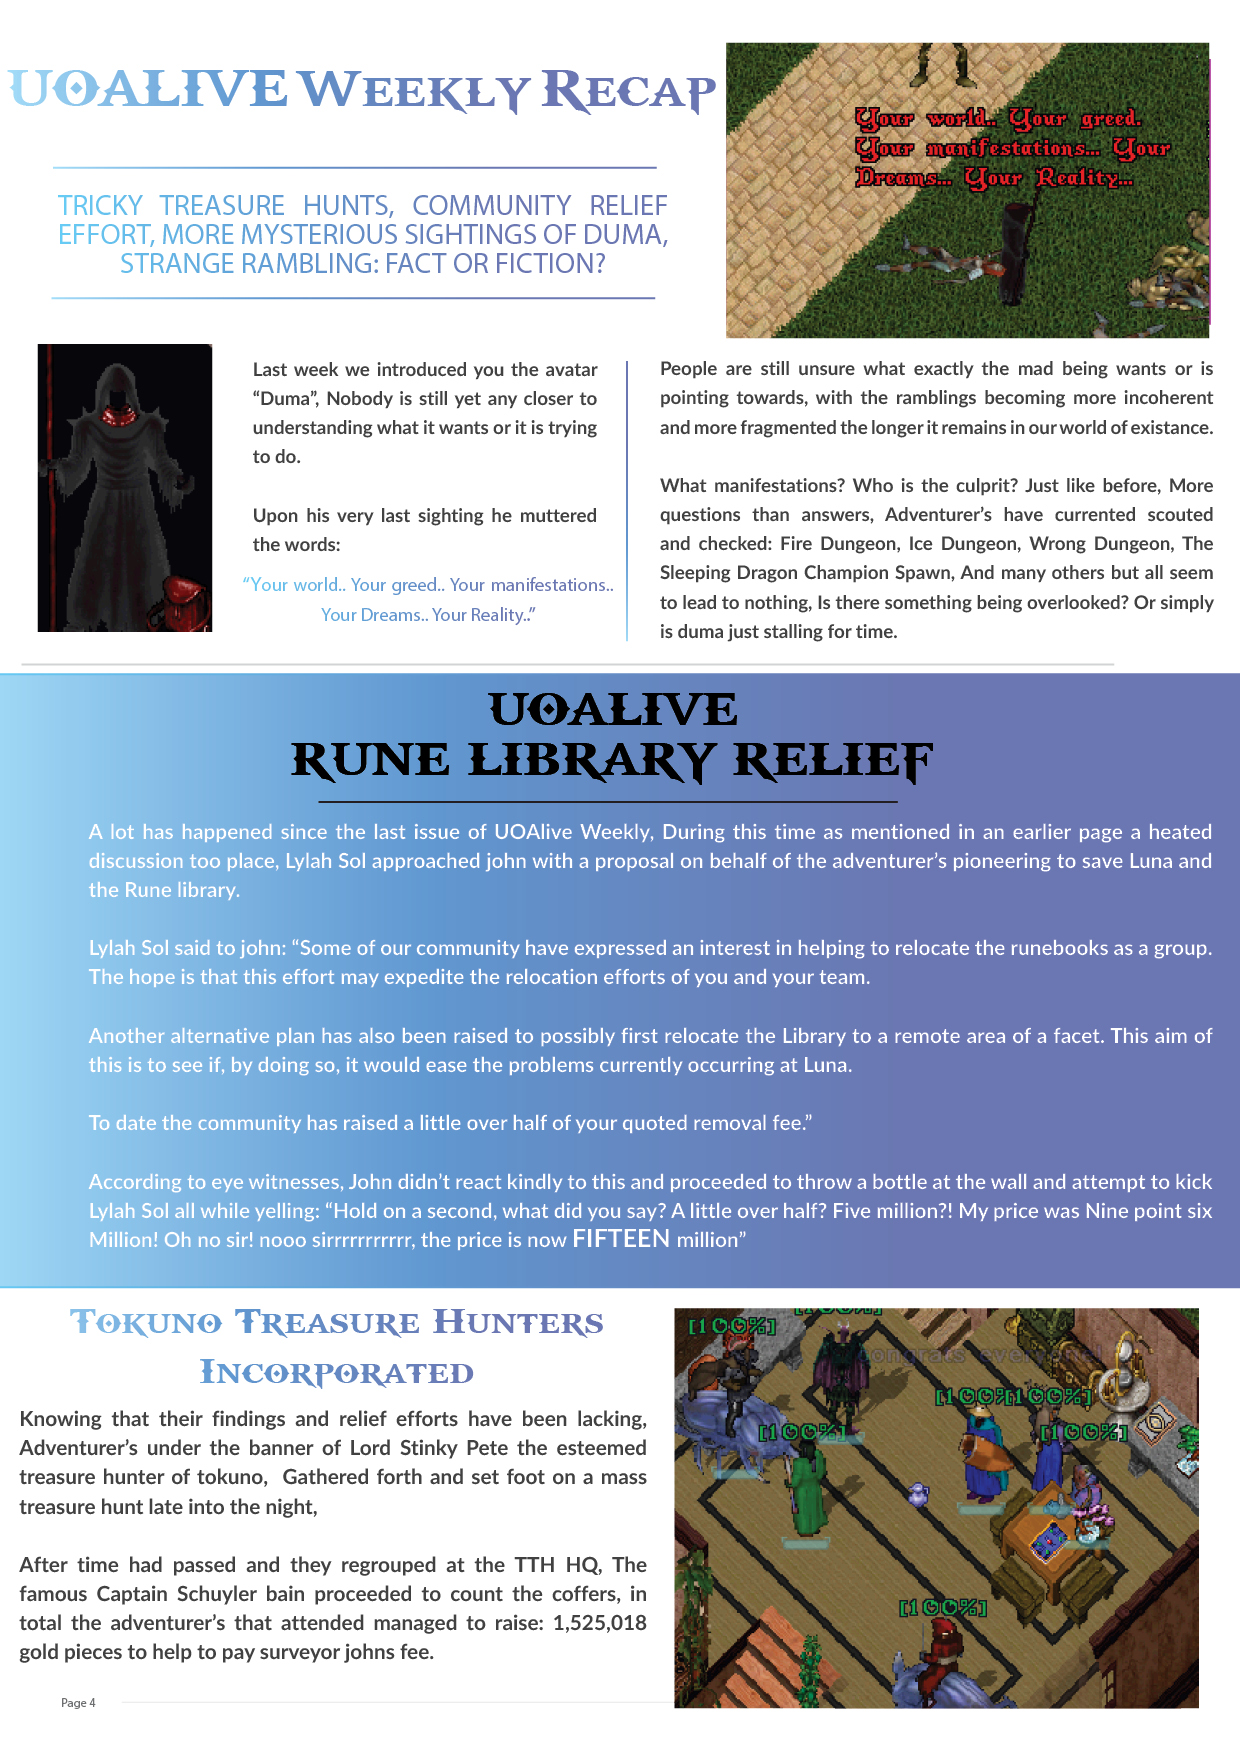 UOALIVE WEEKLY RECAP
Your world.. Your greed.
Your manifestations... Your
Dreams... Your Reality...
TRICKY TREASURE HUNTS, COMMUNITY RELIEF
EFFORT, MORE MYSTERIOUS SIGHTINGS OF DUMA,
STRANGE RAMBLING: FACT OR FICTION?
Last week we introduced you the avatar
“Duma”, Nobody is still yet any closer to
understanding what it wants or it is trying
to do.
Upon his very last sighting he muttered
the words:
“Your world.. Your greed.. Your manifestations..
Your Dreams.. Your Reality..”
People are still unsure what exactly the mad being wants or is
pointing towards, with the ramblings becoming more incoherent
and more fragmented the longer it remains in our world of existance.
What manifestations? Who is the culprit? Just like before, More
questions than answers, Adventurer’s have currented scouted
and checked: Fire Dungeon, Ice Dungeon, Wrong Dungeon, The
Sleeping Dragon Champion Spawn, And many others but all seem
to lead to nothing, Is there something being overlooked? Or simply
is duma just stalling for time.
UOALIVE
RUNE LIBRARY RELIEF
A lot has happened since the last issue of UOAlive Weekly, During this time as mentioned in an earlier page a heated
discussion too place, Lylah Sol approached john with a proposal on behalf of the adventurer’s pioneering to save Luna and
the Rune library.
Lylah Sol said to john: “Some of our community have expressed an interest in helping to relocate the runebooks as a group.
The hope is that this effort may expedite the relocation efforts of you and your team.
Another alternative plan has also been raised to possibly first relocate the Library to a remote area of a facet. This aim of
this is to see if, by doing so, it would ease the problems currently occurring at Luna.
To date the community has raised a little over half of your quoted removal fee.”
According to eye witnesses, John didn’t react kindly to this and proceeded to throw a bottle at the wall and attempt to kick
Lylah Sol all while yelling: “Hold on a second, what did you say? A little over half? Five million?! My price was Nine point six
Million! Oh no sir! nooo sirrrrrrrrrrr, the price is now FIFTEEN million”
TOKUNO TREASURE HUNTERS
INCORPORATED
Knowing that their findings and relief efforts have been lacking,
Adventurer’s under the banner of Lord Stinky Pete the esteemed
treasure hunter of tokuno, Gathered forth and set foot on a mass
treasure hunt late into the night,
After time had passed and they regrouped at the TTH HQ, The
famous Captain Schuyler bain proceeded to count the coffers, in
total the adventurer’s that attended managed to raise: 1,525,018
gold pieces to help to pay surveyor johns fee.
[100%]
[100%]
congrats
[100%]
[100%]
[100%]
[100%]
[100%]
Page 4